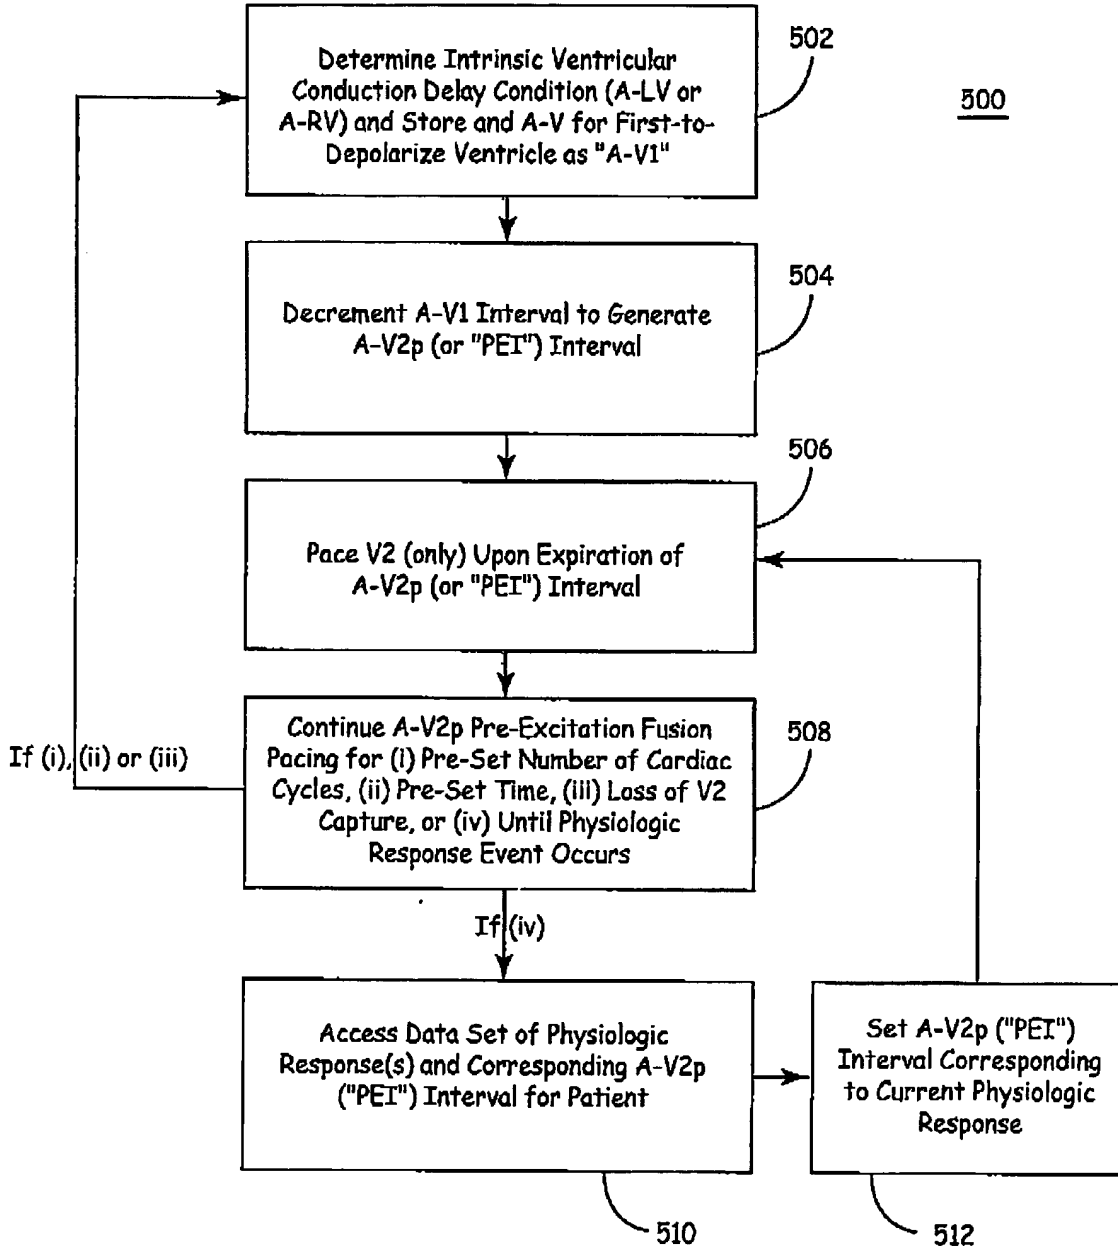 Determine Intrinsic Ventricular
Conduction Delay Condition (A-LV or
A-RV) and Store and A-V for First-to-
Depolarize Ventricle as "A-V1"
502
500
Decrement A-V1 Interval to Generate
A-V2p (or "PEI") Interval
504
Pace V2 (only) Upon Expiration of
A-V2p (or "PEI") Interval
506
Continue A-V2p Pre-Excitation Fusion
Pacing for (i) Pre-Set Number of Cardiac
Cycles, (ii) Pre-Set Time, (iii) Loss of V2
Capture, or (iv) Until Physiologic
Response Event Occurs
508
If (i), (ii) or (iii)
If (iv)
Access Data Set of Physiologic
Response(s) and Corresponding A-V2p
("PEI") Interval for Patient
510
Set A-V2p ("PEI")
Interval Corresponding
to Current Physiologic
Response
512